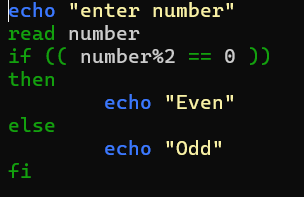 echo "enter number"
read number
if (( number%2 == 0 ))
then
        echo "Even"
else
        echo "Odd"
fi